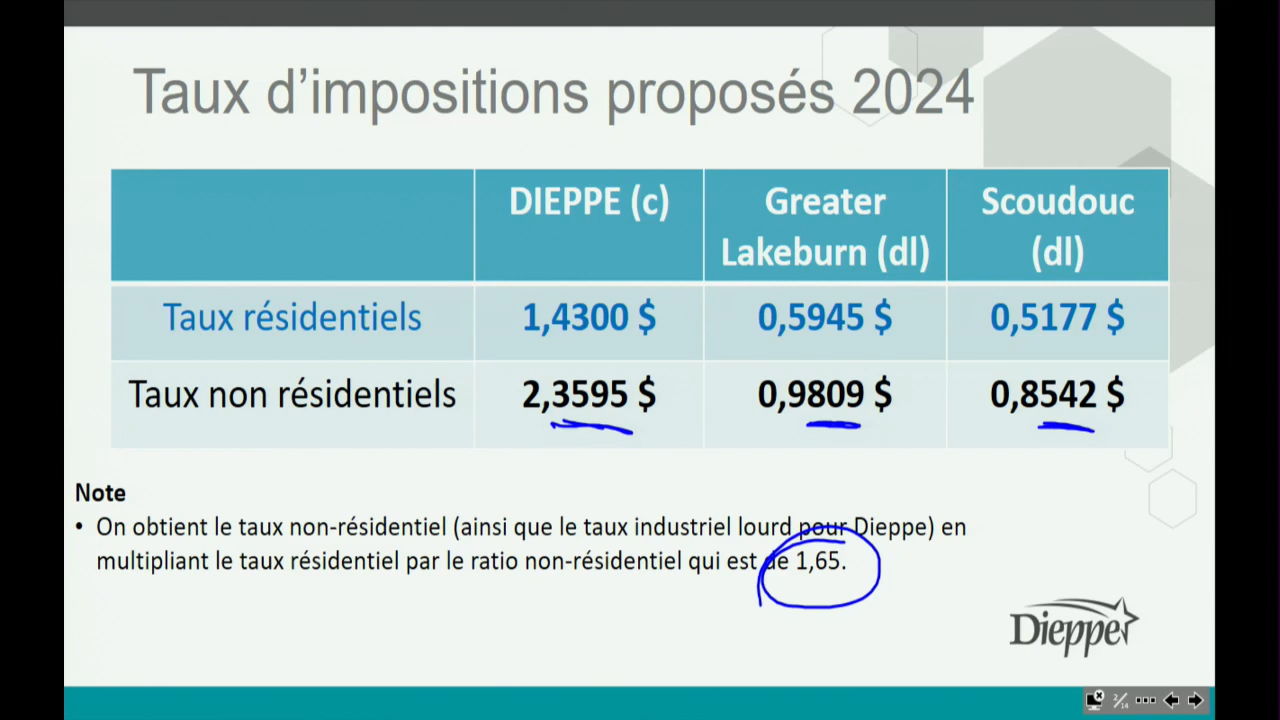 Taux d’impositions proposés 2024
DIEPPE (c)
Greater
Lakeburn (dl)
Scoudouc
(dl)
Taux résidentiels 1,4300 $ 0,5945 $ 0,5177 $
Taux non résidentiels 2,3595 $ 0,9809 $ 0,8542 $
Note
• On obtient le taux non-résidentiel (ainsi que le taux industriel lourd pour Dieppe) en
multipliant le taux résidentiel par le ratio non-résidentiel qui est de 1,65.
Dieppe
2/14